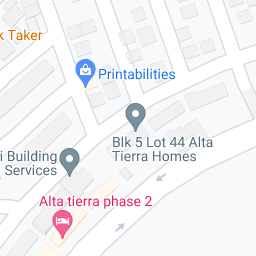 k Taker
Printabilities
Blk 5 Lot 44 Alta
Tierra Homes
i Building
Services
Alta tierra phase 2